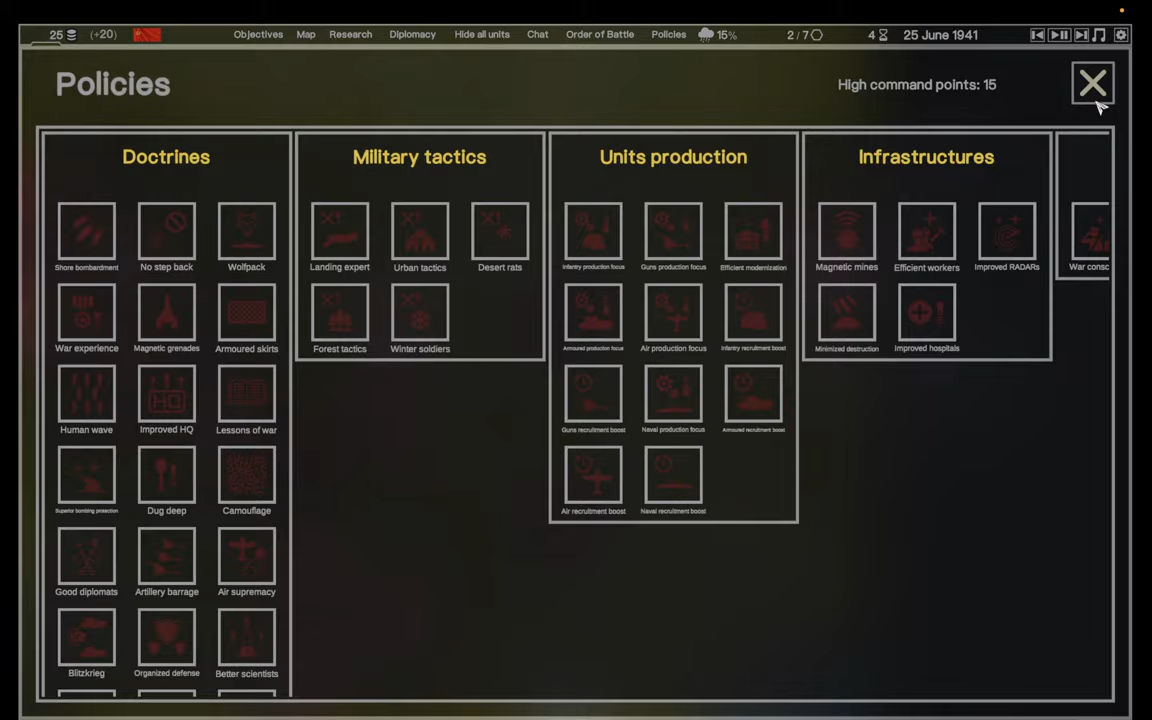 25 (+20) Objectives Map Research Diplomacy Hide all units Chat Order of Battle Policies 15% 2/7 4 25 June 1941
Policies
High command points: 15
Doctrines
Shore bombardment No step back Wolfpack
War experience Magnetic grenades Armoured skirts
HQ
Human wave Improved HQ Lessons of war
Superior bombing protection Dug deep Camouflage
Good diplomats Artillery barrage Air supremacy
Blitzkrieg Organized defense Better scientists
Military tactics
Landing expert Urban tactics Desert rats
Forest tactics Winter soldiers
Units production
Infantry production focus Guns production focus Efficient modernization
Armoured production focus Air production focus Infantry recruitment boost
Guns recruitment boost Naval production focus Armoured recruitment boost
Air recruitment boost Naval recruitment boost
Infrastructures
Magnetic mines Efficient workers Improved RADARs
Minimized destruction Improved hospitals
War consc